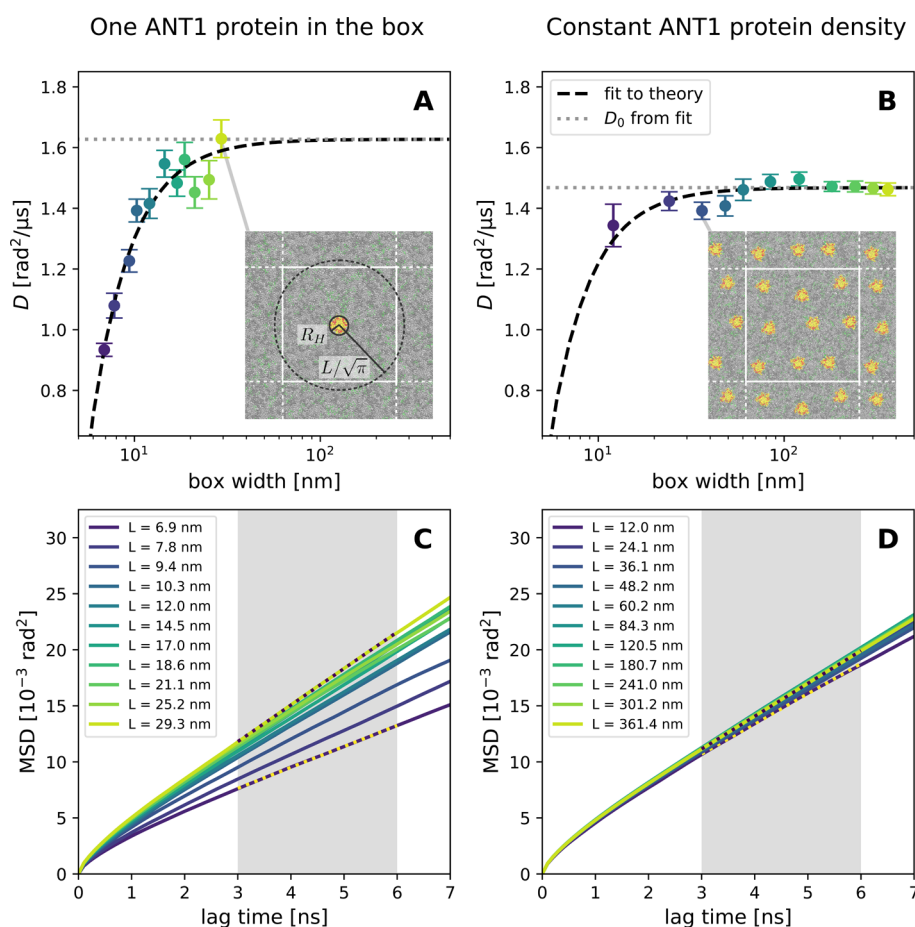 One ANT1 protein in the box
Constant ANT1 protein density
A
D [rad²/µs]
1.8
1.6
1.4
1.2
1.0
0.8
10¹
10²
box width [nm]
R_H
L/√π
B
fit to theory
D₀ from fit
D [rad²/µs]
1.8
1.6
1.4
1.2
1.0
0.8
10¹
10²
box width [nm]
C
L = 6.9 nm
L = 7.8 nm
L = 9.4 nm
L = 10.3 nm
L = 12.0 nm
L = 14.5 nm
L = 17.0 nm
L = 18.6 nm
L = 21.1 nm
L = 25.2 nm
L = 29.3 nm
MSD [10⁻³ rad²]
30
25
20
15
10
5
0
0 1 2 3 4 5 6 7
lag time [ns]
D
L = 12.0 nm
L = 24.1 nm
L = 36.1 nm
L = 48.2 nm
L = 60.2 nm
L = 84.3 nm
L = 120.5 nm
L = 180.7 nm
L = 241.0 nm
L = 301.2 nm
L = 361.4 nm
MSD [10⁻³ rad²]
30
25
20
15
10
5
0
0 1 2 3 4 5 6 7
lag time [ns]